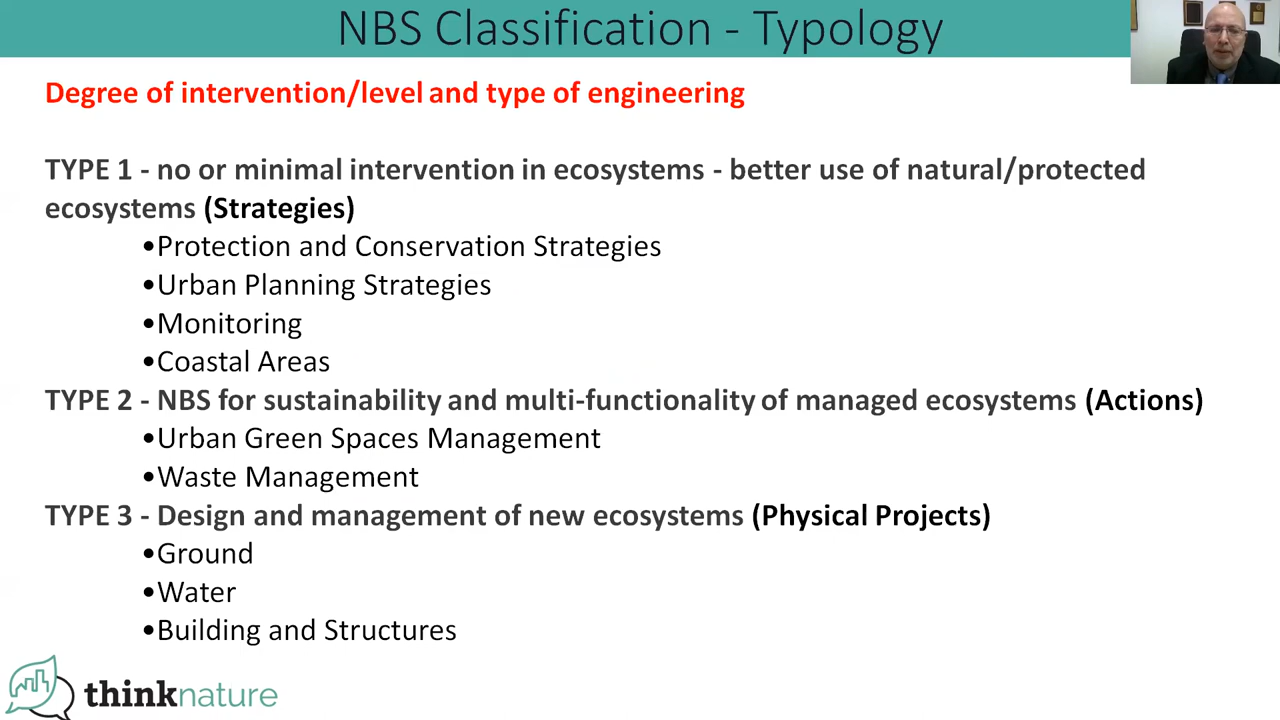 NBS Classification - Typology
Degree of intervention/level and type of engineering
TYPE 1 - no or minimal intervention in ecosystems - better use of natural/protected
ecosystems (Strategies)
•Protection and Conservation Strategies
•Urban Planning Strategies
•Monitoring
•Coastal Areas
TYPE 2 - NBS for sustainability and multi-functionality of managed ecosystems (Actions)
•Urban Green Spaces Management
•Waste Management
TYPE 3 - Design and management of new ecosystems (Physical Projects)
•Ground
•Water
•Building and Structures
thinknature